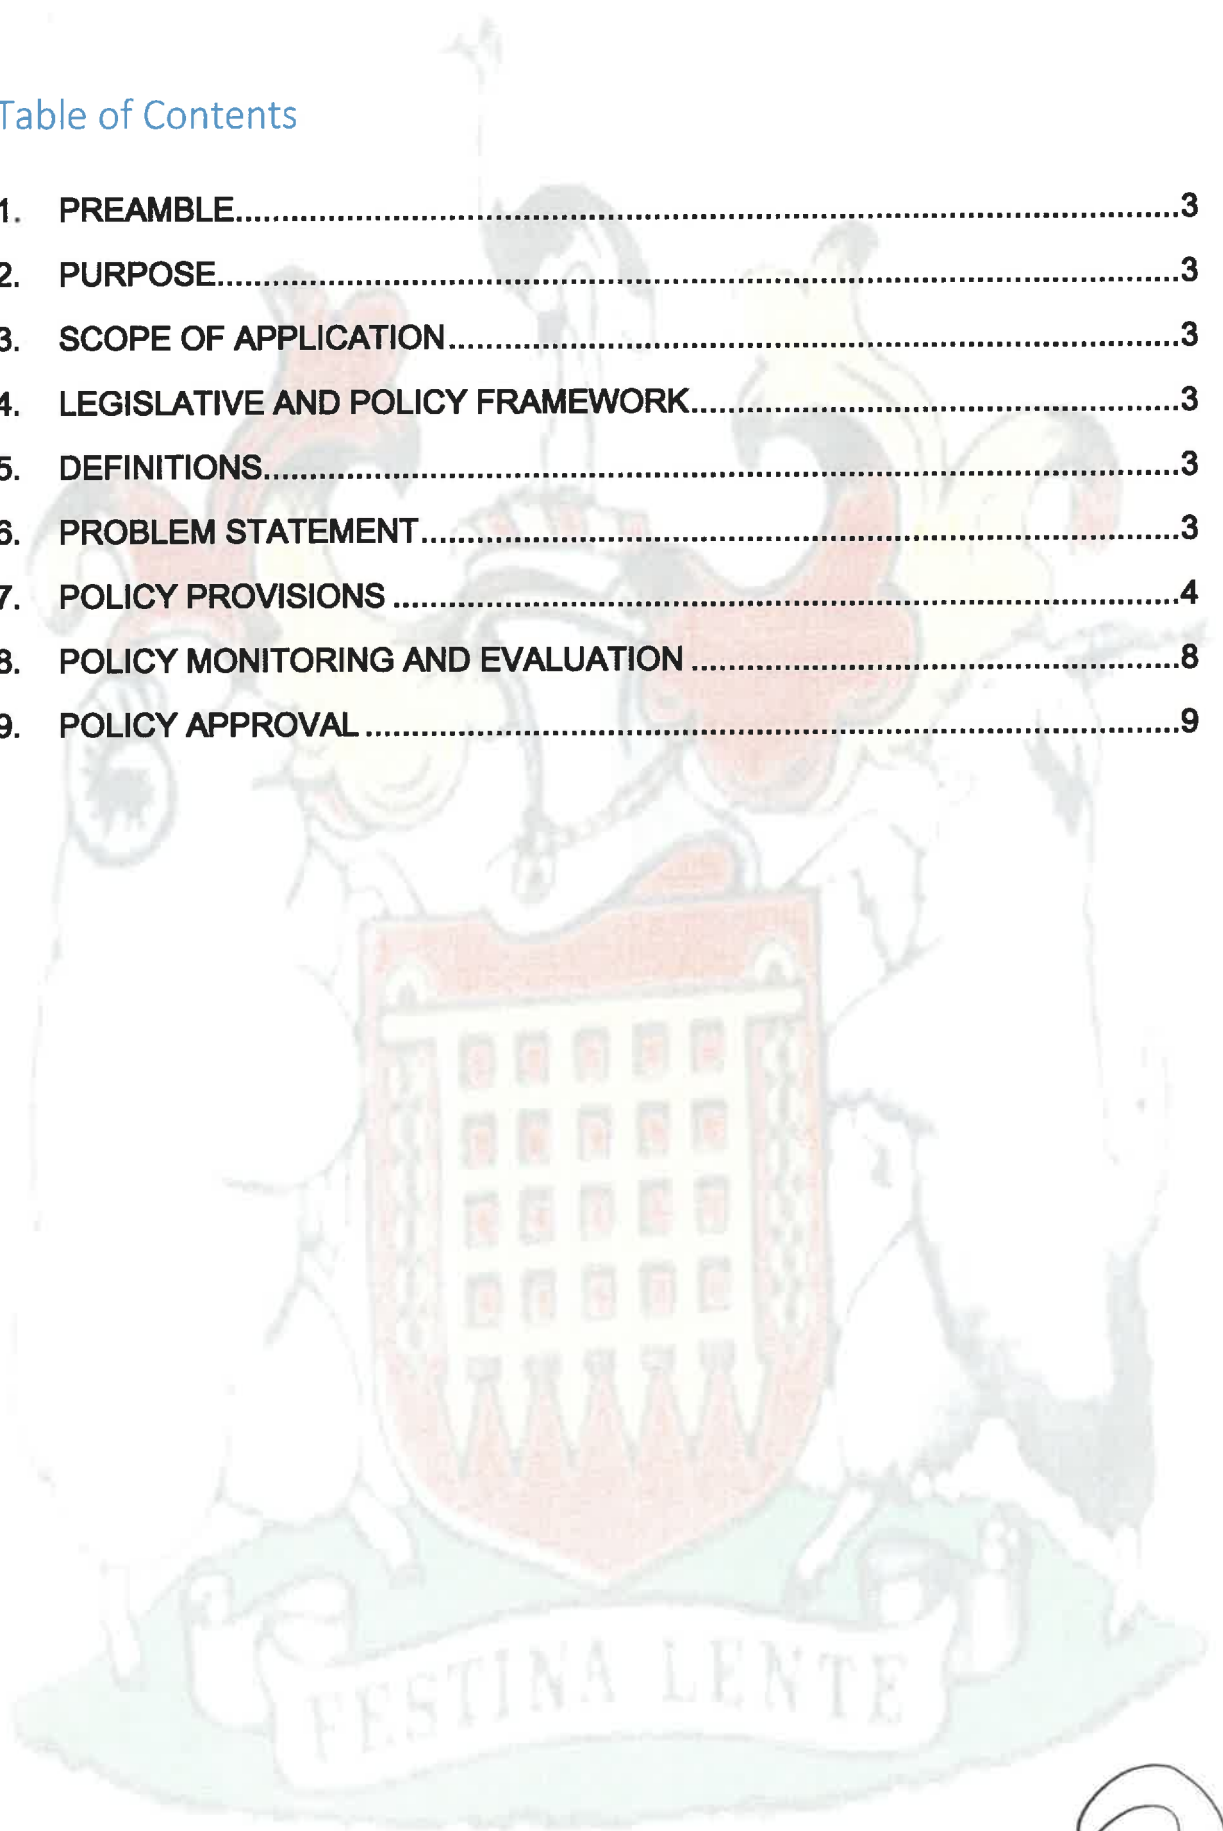 Table of Contents
1. PREAMBLE...........................................................................................3
2. PURPOSE.............................................................................................3
3. SCOPE OF APPLICATION......................................................................3
4. LEGISLATIVE AND POLICY FRAMEWORK...............................................3
5. DEFINITIONS........................................................................................3
6. PROBLEM STATEMENT.........................................................................3
7. POLICY PROVISIONS ............................................................................4
8. POLICY MONITORING AND EVALUATION ...............................................8
9. POLICY APPROVAL ...............................................................................9
FESTINA LENTE